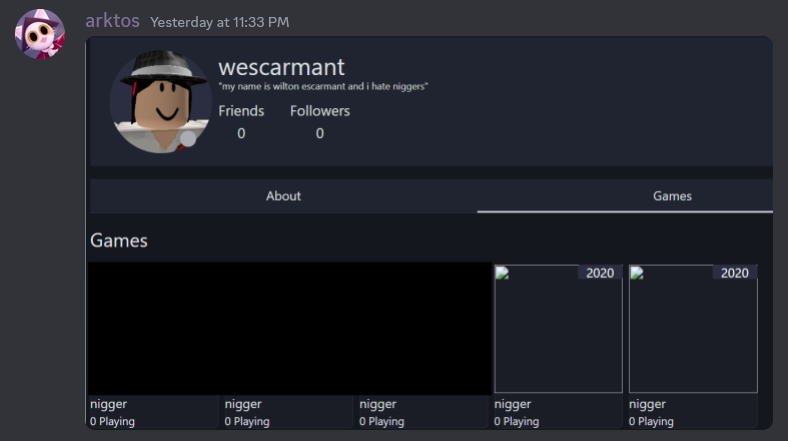 arktos Yesterday at 11:33 PM
wescarmant
"my name is wilton escarmant and i hate niggers"
Friends Followers
0 0
About Games
Games
2020 2020
nigger nigger nigger nigger nigger
0 Playing 0 Playing 0 Playing 0 Playing 0 Playing